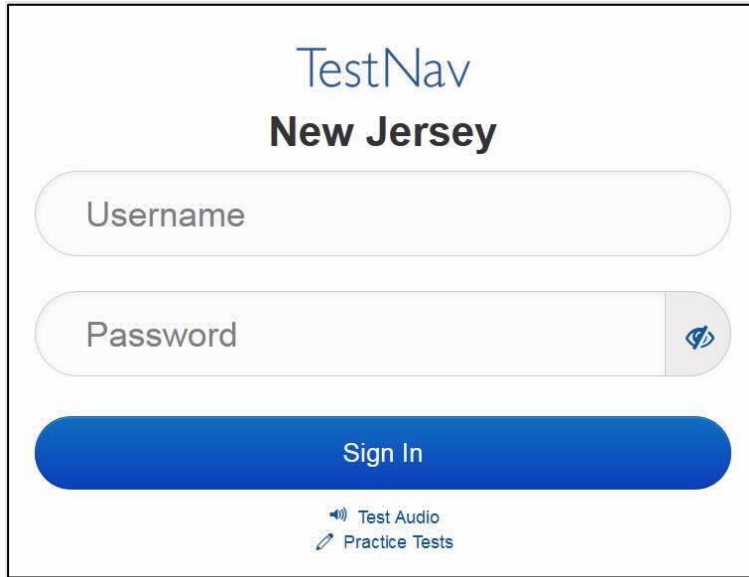 TestNav
New Jersey
Username
Password
Sign In
Test Audio
Practice Tests